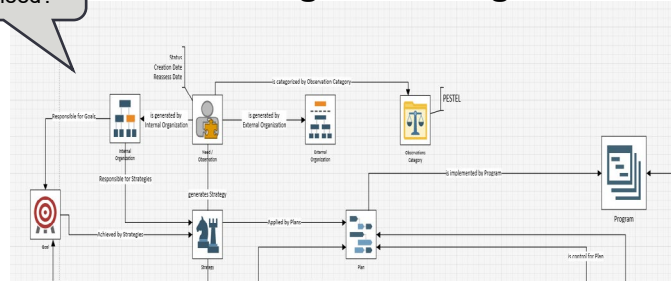 need?
Status
Creation Date
Reassess Date
is categorized by Observation Category
PESTEL
Responsible for Goals
is generated by
Internal Organization
is generated by
External Organization
Internal
Organization
Need /
Observation
External
Organization
Observations
Category
Responsible for Strategies
is implemented by Program
generates Strategy
Program
Achieved by Strategies
Applied by Plans
Goal
Strategy
Plan
is control for Plan